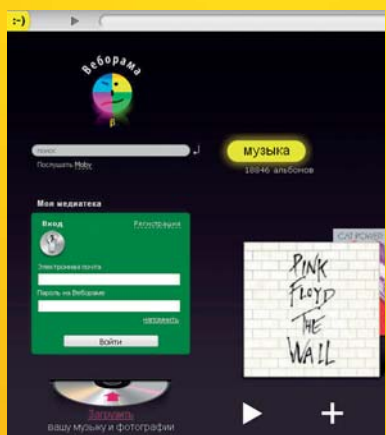 :-)
Веборама
β
поиск
музыка
Послушать Moby
18846 альбомов
Моя медиатека
Вход Регистрация
Электронная почта
Пароль на Вебораме
напомнить
Войти
CAT POWER
PINK
FLOYD
THE
WALL
Загрузить
вашу музыку и фотографии